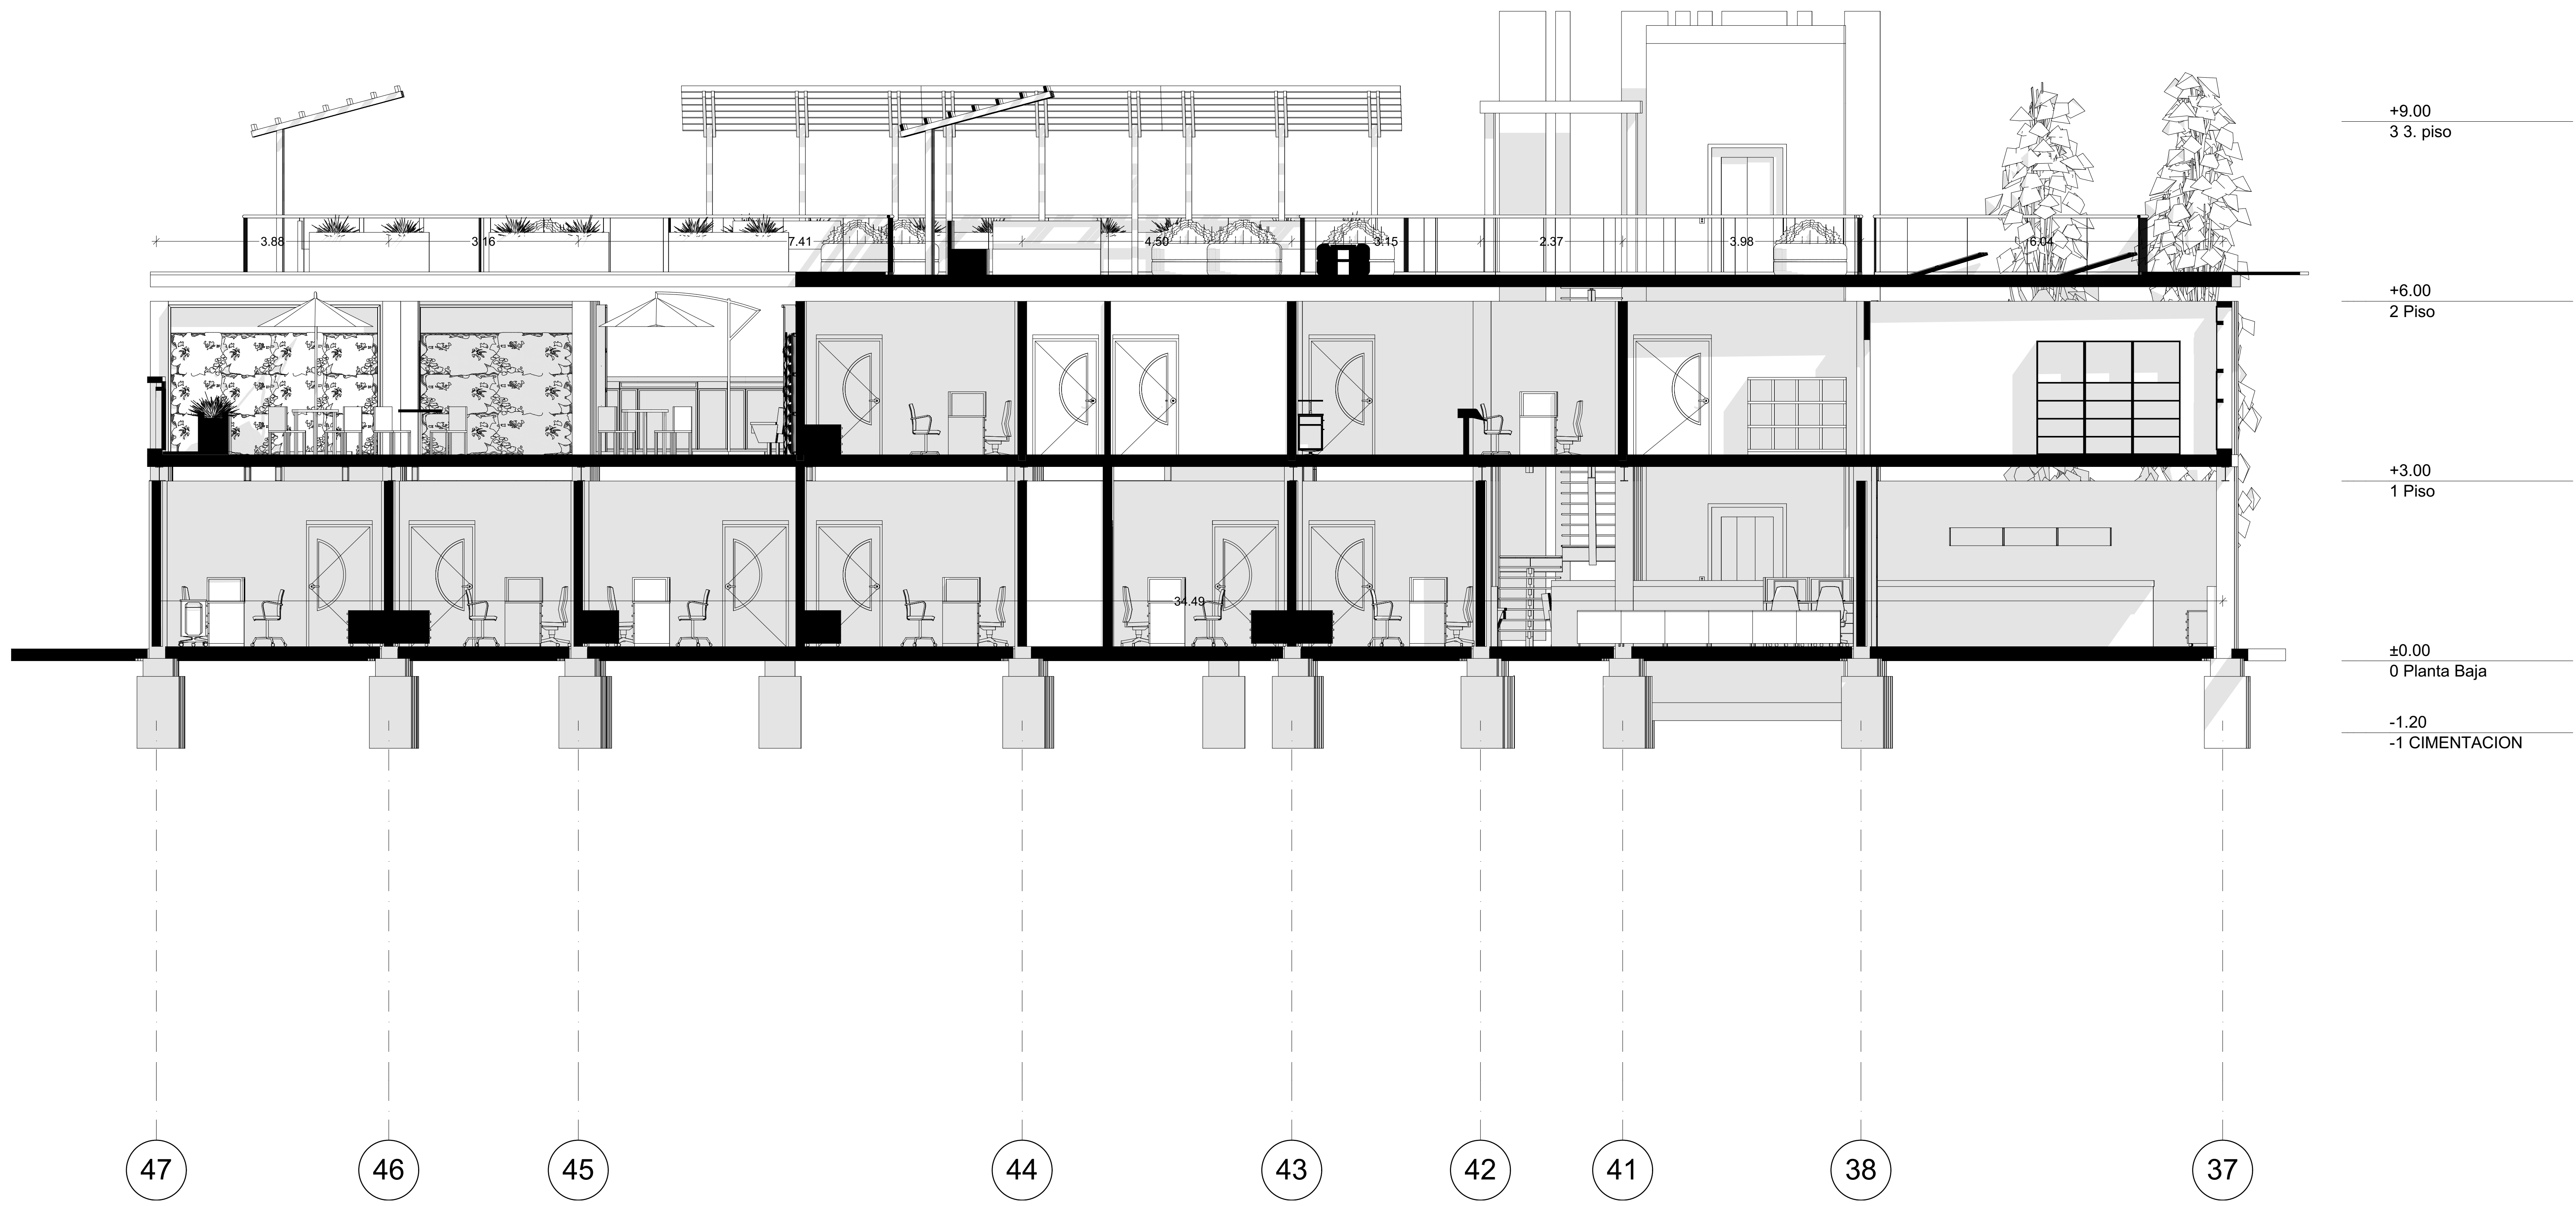 +9.00
3 3. piso
3.88 3.16 7.41 4.50 3.15 2.37 3.98 6.04
+6.00
2 Piso
+3.00
1 Piso
34.49
±0.00
0 Planta Baja
-1.20
-1 CIMENTACION
47 46 45 44 43 42 41 38 37